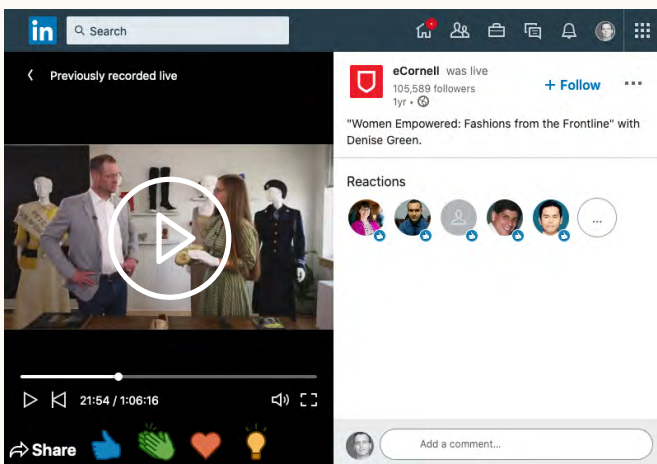 in
Search
Previously recorded live
21:54 / 1:06:16
Share
eCornell was live
105,589 followers
1yr •
+ Follow
"Women Empowered: Fashions from the Frontline" with
Denise Green.
Reactions
...
Add a comment...